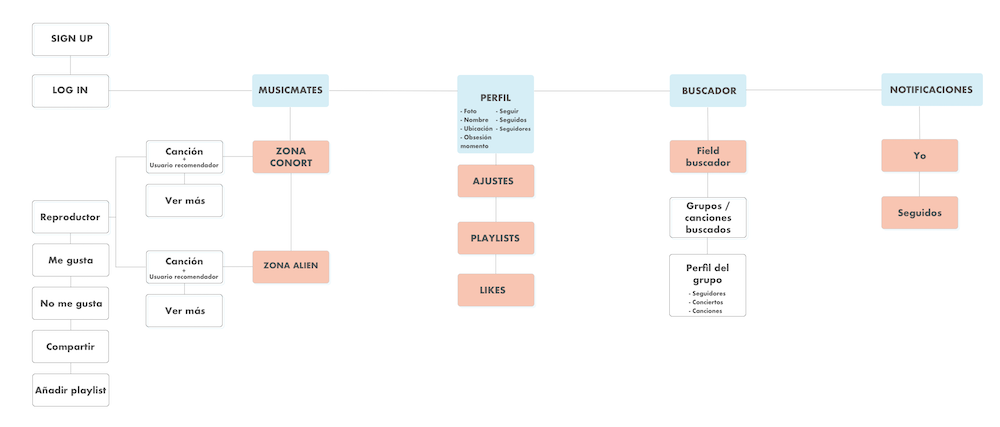 SIGN UP
LOG IN
MUSICMATES
PERFIL
- Foto
- Nombre
- Ubicación
- Obsesión
momento
- Seguir
- Seguidos
- Seguidores
BUSCADOR
NOTIFICACIONES
Canción
+
Usuario recomendador
Ver más
ZONA
CONORT
Reproductor
Me gusta
No me gusta
Compartir
Añadir playlist
Canción
+
Usuario recomendador
Ver más
ZONA ALIEN
AJUSTES
PLAYLISTS
LIKES
Field
buscador
Grupos /
canciones
buscados
Perfil del
grupo
- Seguidores
- Conciertos
- Canciones
Yo
Seguidos